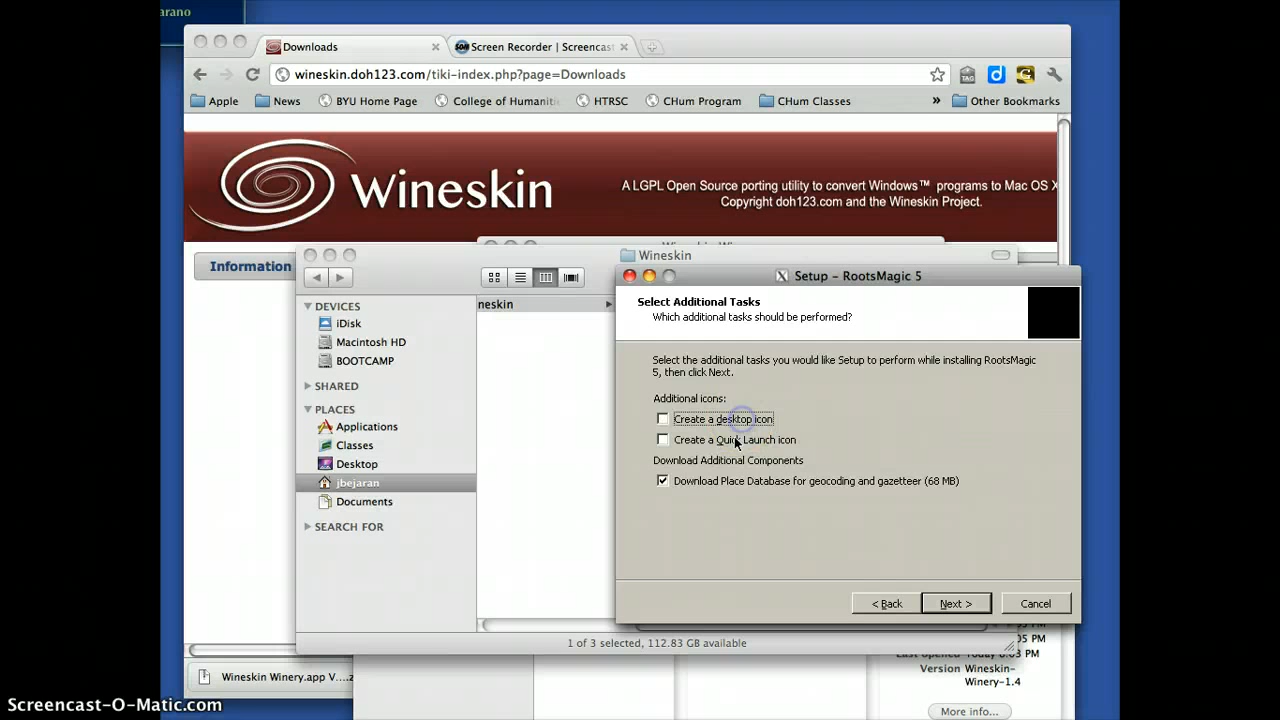 arano
Downloads
Screen Recorder | Screencast
wineskin.doh123.com/tiki-index.php?page=Downloads
Apple
News
BYU Home Page
College of Humaniti
HTRSC
CHum Program
CHum Classes
»
Other Bookmarks
Wineskin
A LGPL Open Source porting utility to convert Windows™ programs to Mac OS X
Copyright doh123.com and the Wineskin Project.
Information
Wineskin
Setup – RootsMagic 5
DEVICES
iDisk
Macintosh HD
BOOTCAMP
SHARED
PLACES
Applications
Classes
Desktop
jbejaran
Documents
SEARCH FOR
neskin
Select Additional Tasks
Which additional tasks should be performed?
Select the additional tasks you would like Setup to perform while installing RootsMagic
5, then click Next.
Additional icons:
Create a desktop icon
Create a Quick Launch icon
Download Additional Components
Download Place Database for geocoding and gazetteer (68 MB)
< Back
Next >
Cancel
1 of 3 selected, 112.83 GB available
05 PM
Version Wineskin-
Winery-1.4
More info...
Wineskin Winery.app V....z
Screencast-O-Matic.com